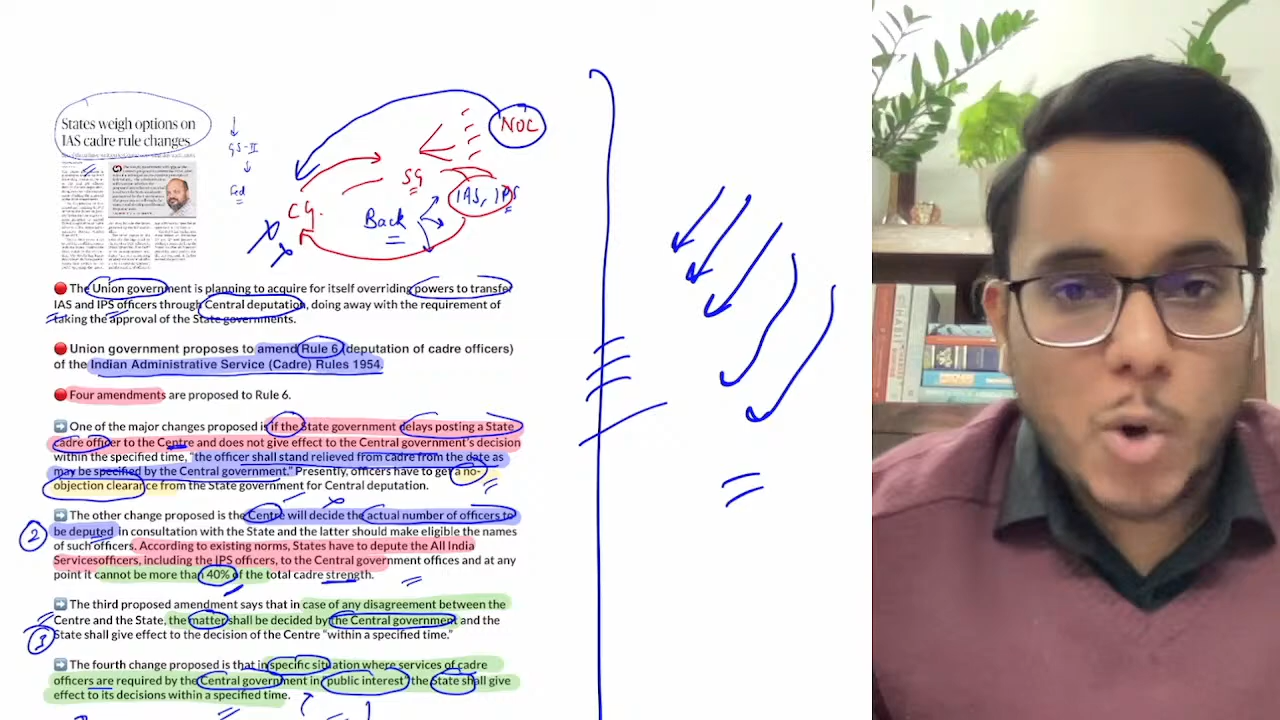 States weigh options on
IAS cadre rule changes
GS-II
Fed
NOC
SG
IAS, IPS
CG.
Back
🔴 The Union government is planning to acquire for itself overriding powers to transfer
IAS and IPS officers through Central deputation, doing away with the requirement of
taking the approval of the State governments.
🔴 Union government proposes to amend Rule 6 (deputation of cadre officers)
of the Indian Administrative Service (Cadre) Rules 1954.
🔴 Four amendments are proposed to Rule 6.
➡️ One of the major changes proposed is if the State government delays posting a State
cadre officer to the Centre and does not give effect to the Central government's decision
within the specified time, "the officer shall stand relieved from cadre from the date as
may be specified by the Central government." Presently, officers have to get a no-
objection clearance from the State government for Central deputation.
➡️ The other change proposed is the Centre will decide the actual number of officers to
2 be deputed in consultation with the State and the latter should make eligible the names
of such officers. According to existing norms, States have to depute the All India
Servicesofficers, including the IPS officers, to the Central government offices and at any
point it cannot be more than 40% of the total cadre strength.
➡️ The third proposed amendment says that in case of any disagreement between the
Centre and the State, the matter shall be decided by the Central government and the
3 State shall give effect to the decision of the Centre "within a specified time."
➡️ The fourth change proposed is that in specific situation where services of cadre
officers are required by the Central government in "public interest" the State shall give
effect to its decisions within a specified time.